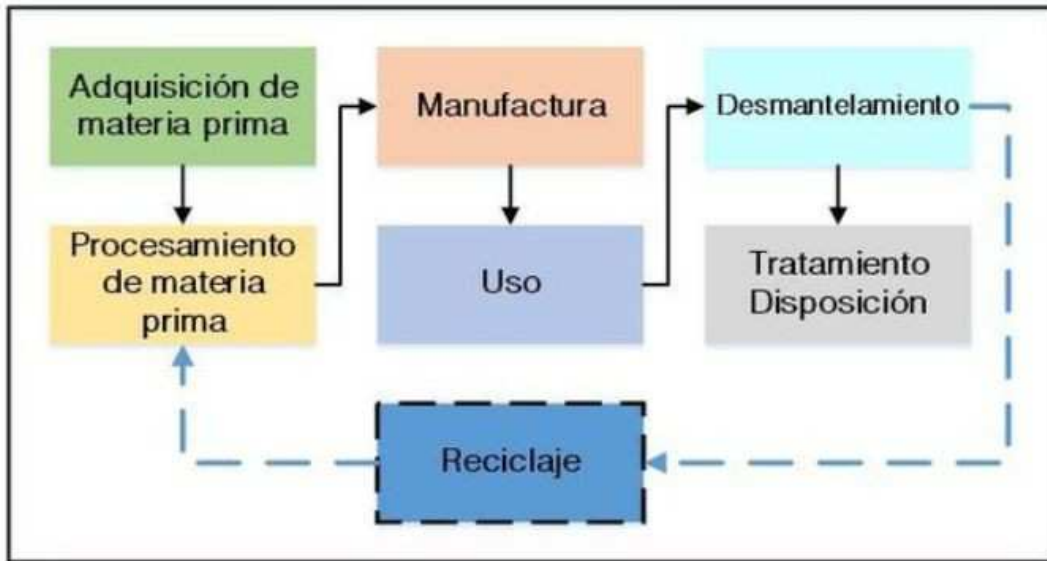 Adquisición de
materia prima
Manufactura
Desmantelamiento
Procesamiento
de materia
prima
Uso
Tratamiento
Disposición
Reciclaje